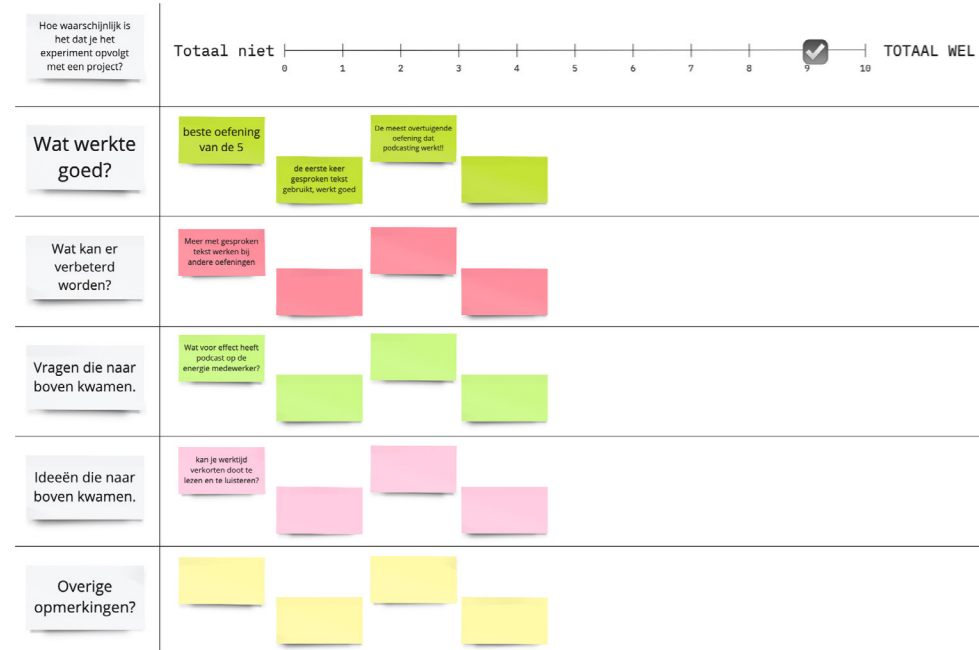 Hoe waarschijnlijk is
het dat je het
experiment opvolgt
met een project?
Totaal niet
0 1 2 3 4 5 6 7 8 9 10
TOTAAL WEL
Wat werkte
goed?
beste oefening
van de 5
de eerste keer
gesproken tekst
gebruikt, werkt goed
De meest overtuigende
oefening dat
podcasting werkt!!
Wat kan er
verbeterd
worden?
Meer met gesproken
tekst werken bij
andere oefeningen
Vragen die naar
boven kwamen.
Wat voor effect heeft
podcast op de
energie medewerker?
Ideeën die naar
boven kwamen.
kan je werktijd
verkorten doot te
lezen en te luisteren?
Overige
opmerkingen?